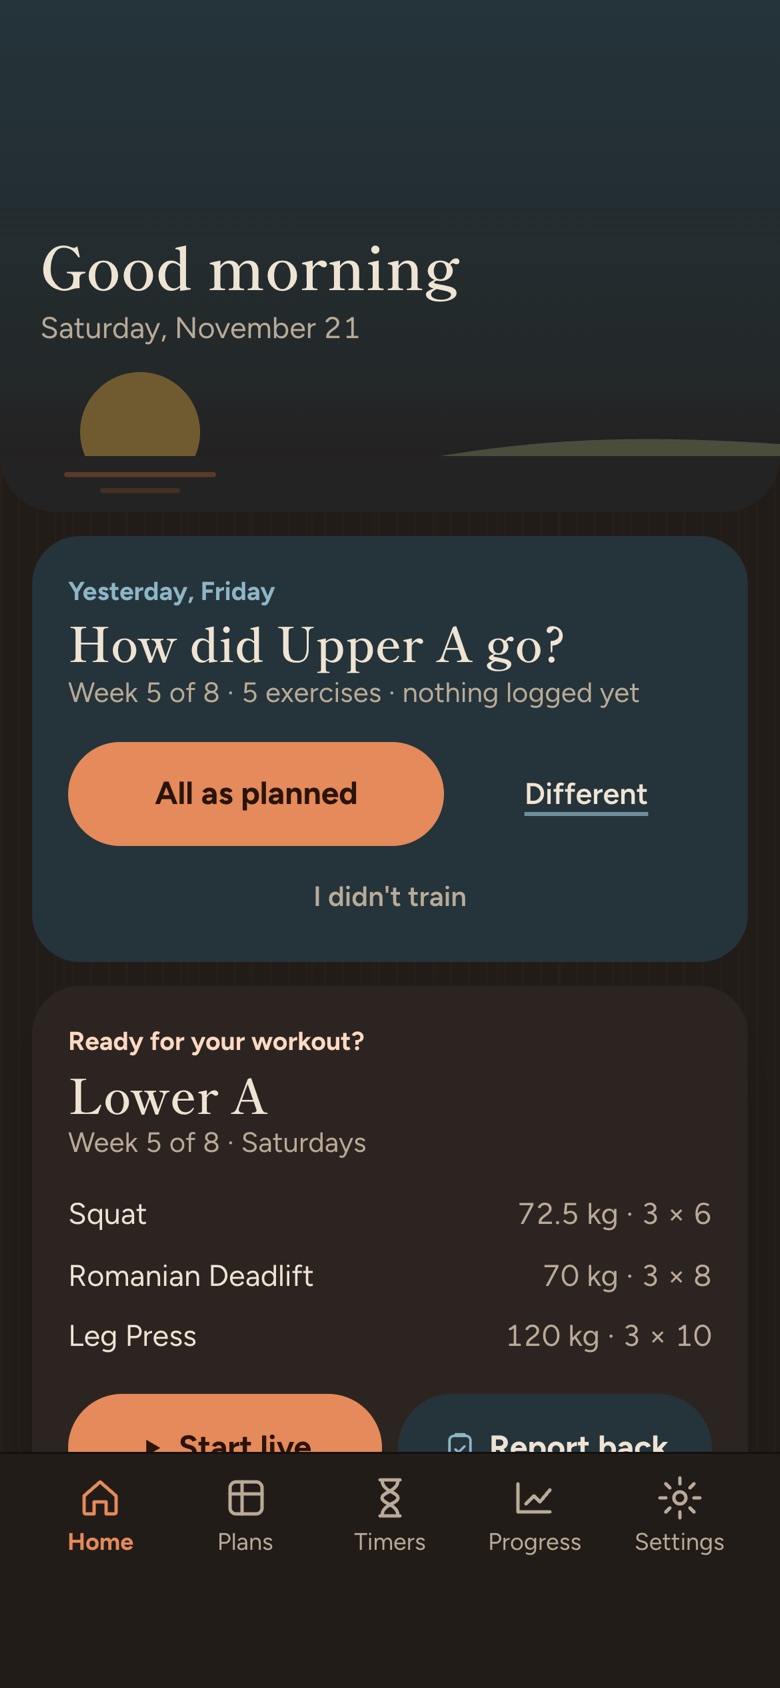 Good morning
Saturday, November 21
Yesterday, Friday
How did Upper A go?
Week 5 of 8 · 5 exercises · nothing logged yet
All as planned
Different
I didn't train
Ready for your workout?
Lower A
Week 5 of 8 · Saturdays
Squat 72.5 kg · 3 × 6
Romanian Deadlift 70 kg · 3 × 8
Leg Press 120 kg · 3 × 10
Start live Report back
Home Plans Timers Progress Settings